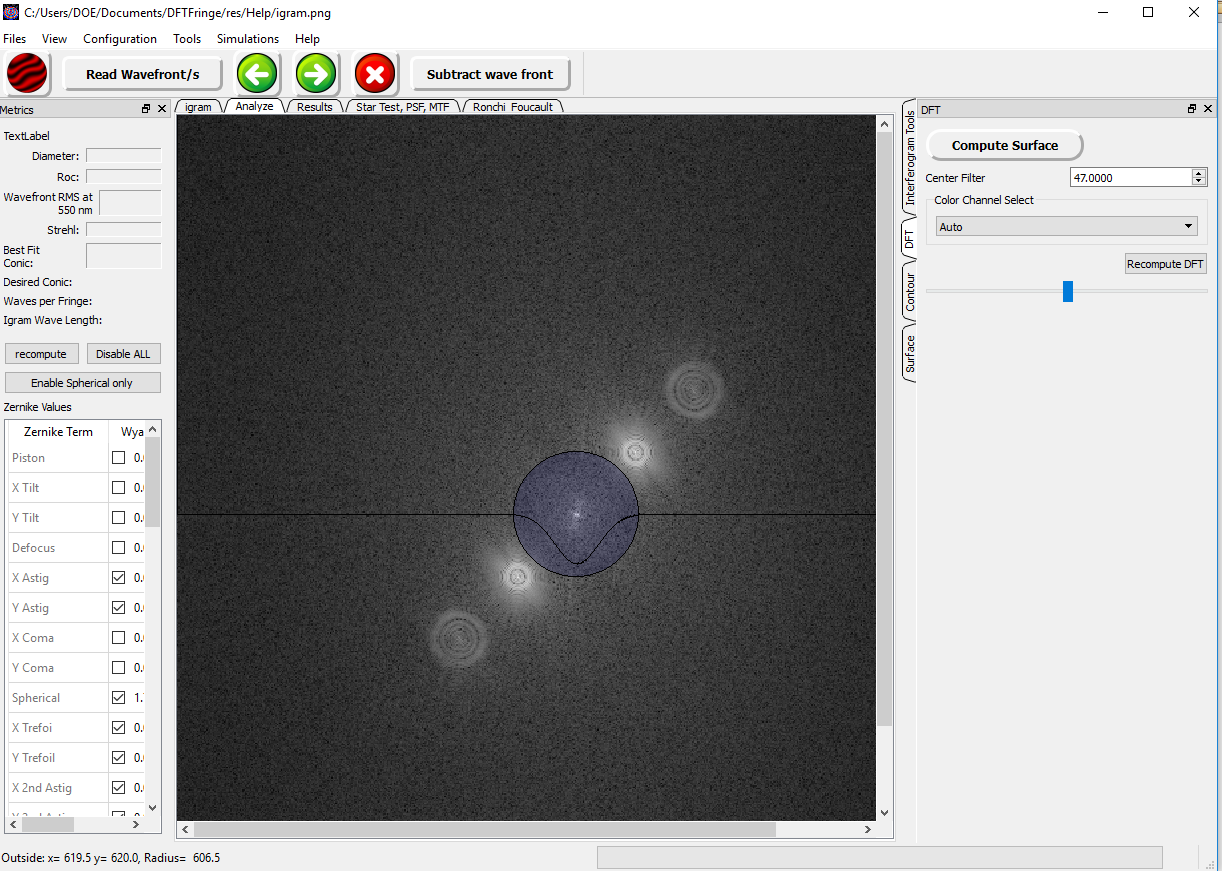 C:/Users/DOE/Documents/DFTFringe/res/Help/igram.png
Files View Configuration Tools Simulations Help
Read Wavefront/s
Subtract wave front
Metrics
igram Analyze Results Star Test, PSF, MTF Ronchi Foucault
DFT
TextLabel
Diameter:
Roc:
Wavefront RMS at
550 nm
Strehl:
Best Fit
Conic:
Desired Conic:
Waves per Fringe:
Igram Wave Length:
recompute Disable ALL
Enable Spherical only
Zernike Values
Zernike Term Wya
Piston 0.
X Tilt 0.
Y Tilt 0.
Defocus 0.
X Astig 0.
Y Astig 0.
X Coma 0.
Y Coma 0.
Spherical 1.
X Trefoi 0.
Y Trefoil 0.
X 2nd Astig 0.
Interferogram Tools
DFT
Contour
Surface
Compute Surface
Center Filter 47.0000
Color Channel Select
Auto
Recompute DFT
Outside: x= 619.5 y= 620.0, Radius= 606.5